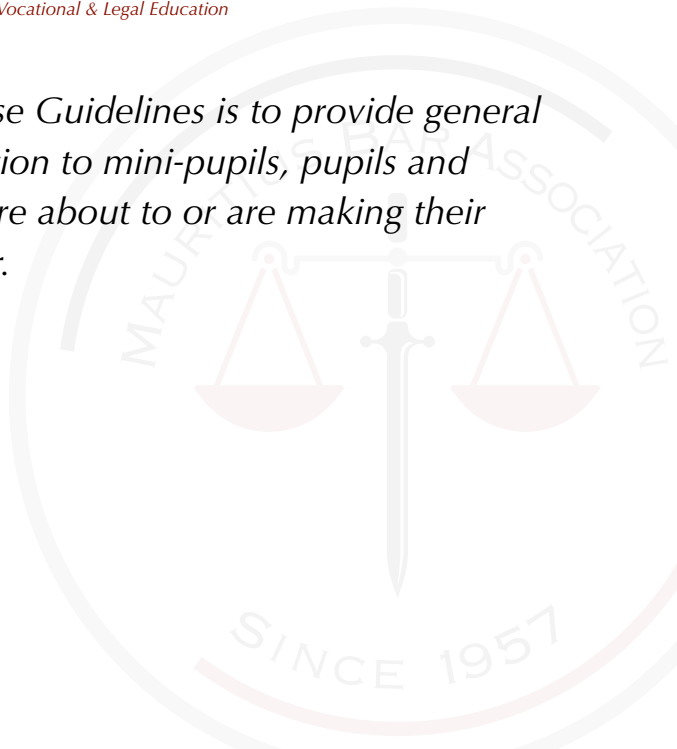 Vocational & Legal Education
se Guidelines is to provide general
ion to mini-pupils, pupils and
re about to or are making their
r.
MAURITIUS BAR ASSOCIATION
SINCE 1957